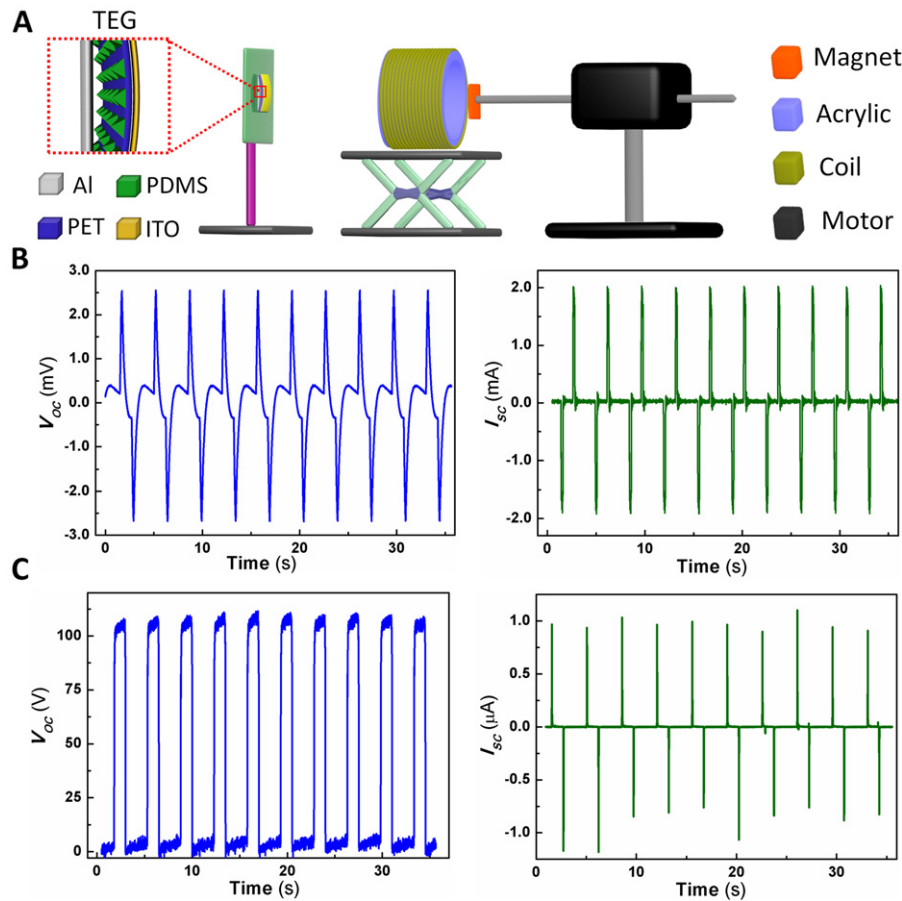 A
TEG
Al
PDMS
PET
ITO
Magnet
Acrylic
Coil
Motor
B
3.0
2.0
1.0
0.0
-1.0
-2.0
-3.0
V_oc (mV)
0
10
20
30
Time (s)
2.0
1.0
0.0
-1.0
-2.0
I_sc (mA)
0
10
20
30
Time (s)
C
100
75
50
25
0
V_oc (V)
0
10
20
30
Time (s)
1.0
0.5
0.0
-0.5
-1.0
I_sc (μA)
0
10
20
30
Time (s)